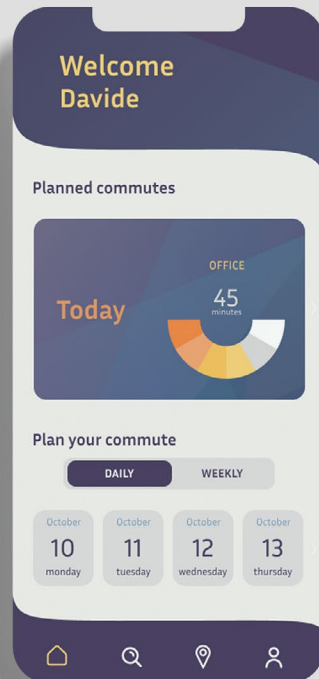 Welcome
Davide
Planned commutes
Today
OFFICE
45
minutes
Plan your commute
DAILY WEEKLY
October October October October
10 11 12 13
monday tuesday wednesday thursday